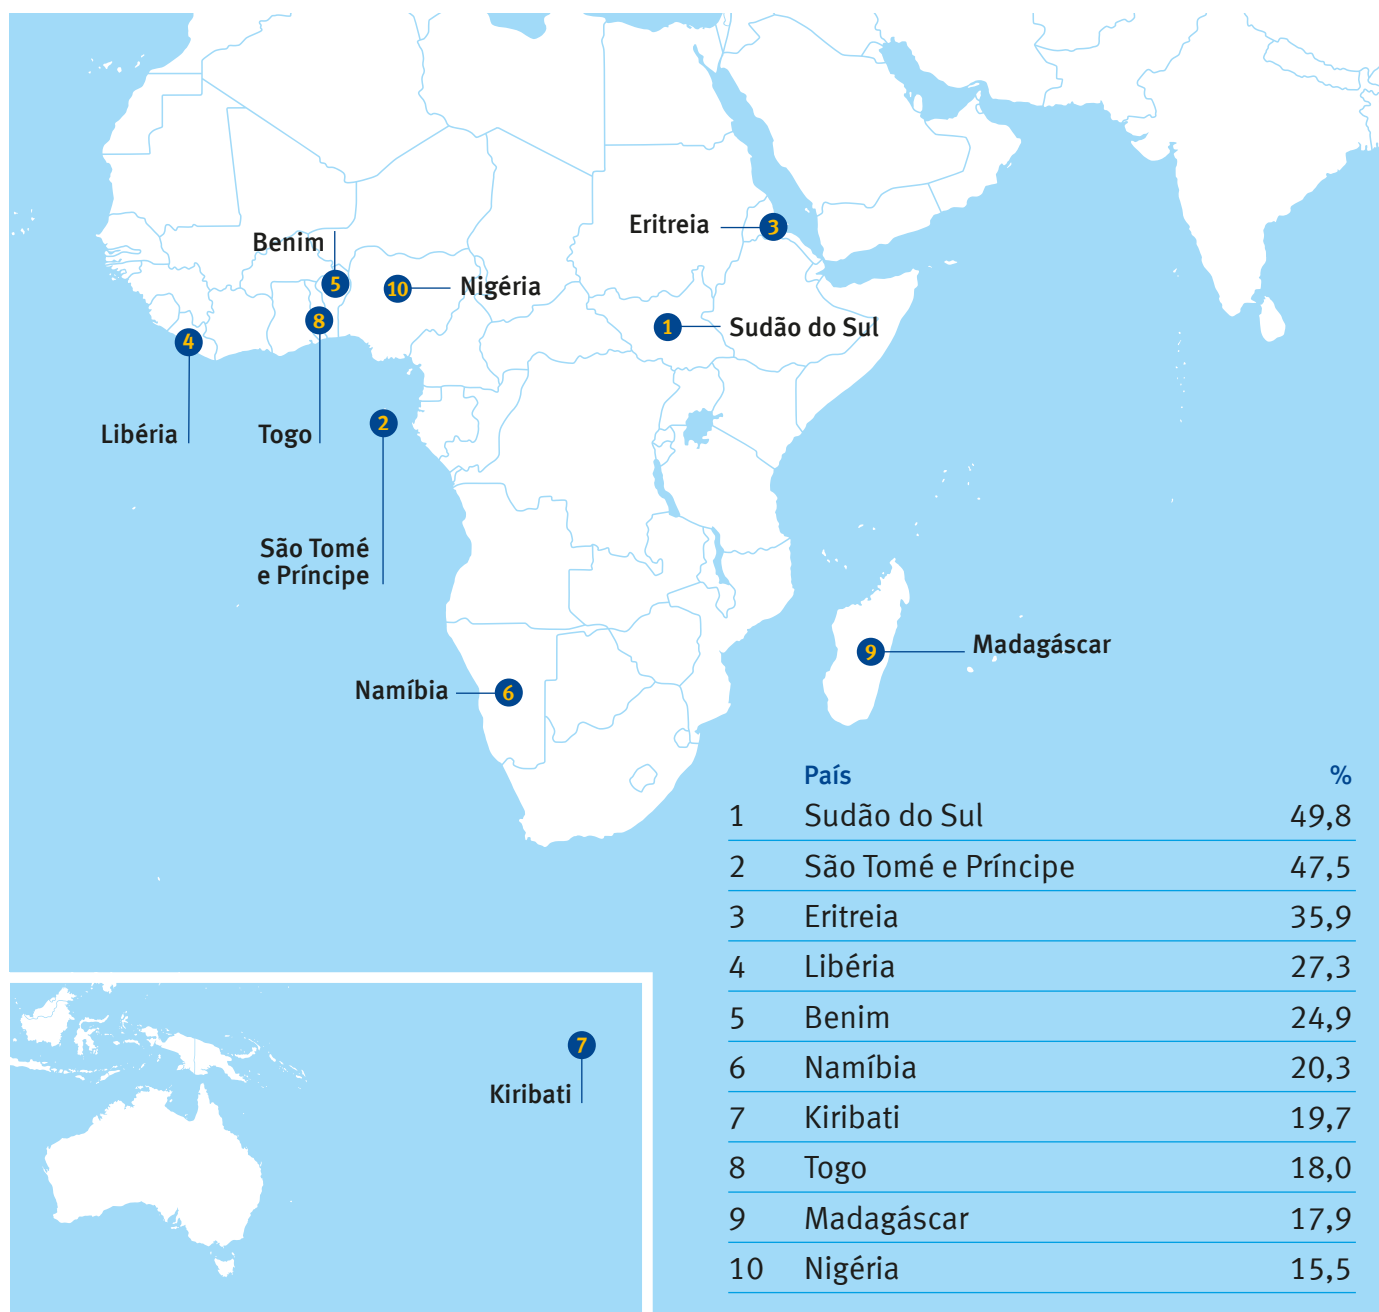 Eritreia
3
Benim
5
10
Nigéria
8
1
Sudão do Sul
4
2
Libéria
Togo
São Tomé
e Príncipe
Madagáscar
9
Namíbia
6
País %
1 Sudão do Sul 49,8
2 São Tomé e Príncipe 47,5
3 Eritreia 35,9
4 Libéria 27,3
5 Benim 24,9
6 Namíbia 20,3
7 Kiribati 19,7
8 Togo 18,0
9 Madagáscar 17,9
10 Nigéria 15,5
7
Kiribati